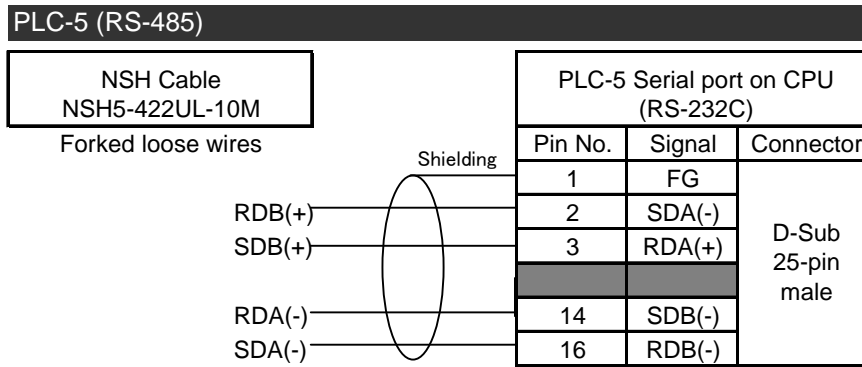 PLC-5 (RS-485)
NSH Cable
NSH5-422UL-10M
Forked loose wires
Shielding
RDB(+)
SDB(+)
RDA(-)
SDA(-)
PLC-5 Serial port on CPU
(RS-232C)
Pin No. Signal Connector
1 FG
2 SDA(-)
3 RDA(+)
14 SDB(-)
16 RDB(-)
D-Sub
25-pin
male